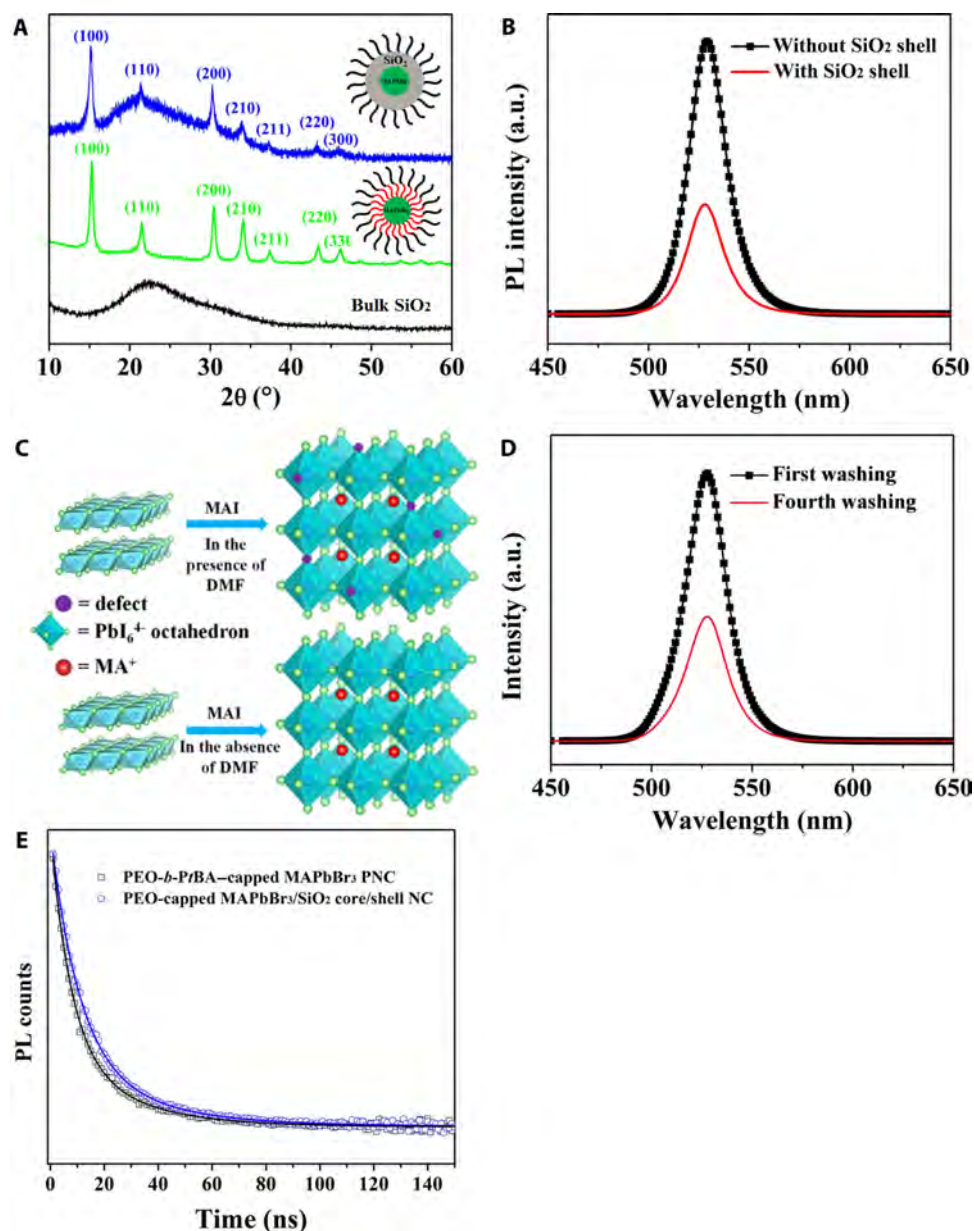 A
(100)
(110)
(200)
(210)
(211)
(220)
(300)
SiO2
(100)
(110)
(200)
(210)
(211)
(220)
(330
Bulk SiO2
10 20 30 40 50 60
2θ (°)
B
Without SiO2 shell
With SiO2 shell
PL intensity (a.u.)
450 500 550 600 650
Wavelength (nm)
C
MAI
In the
presence of
DMF
= defect
= PbI6 4- octahedron
= MA+
MAI
In the absence
of DMF
D
First washing
Fourth washing
Intensity (a.u.)
450 500 550 600 650
Wavelength (nm)
E
PEO-b-PtBA–capped MAPbBr3 PNC
PEO-capped MAPbBr3/SiO2 core/shell NC
PL counts
0 20 40 60 80 100 120 140
Time (ns)